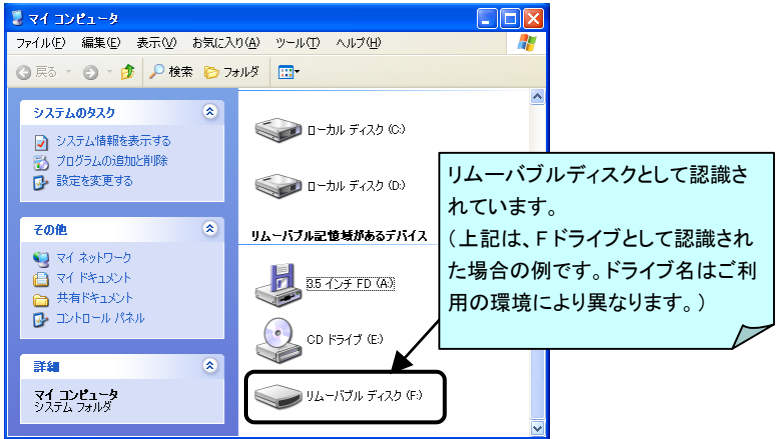 マイ コンピュータ
ファイル(F) 編集(E) 表示(V) お気に入り(A) ツール(T) ヘルプ(H)
戻る 検索 フォルダ
システムのタスク
システム情報を表示する
プログラムの追加と削除
設定を変更する
その他
マイ ネットワーク
マイ ドキュメント
共有ドキュメント
コントロール パネル
詳細
マイ コンピュータ
システム フォルダ
ローカル ディスク (C:)
ローカル ディスク (D:)
リムーバブル記憶域があるデバイス
3.5 インチ FD (A:)
CD ドライブ (E:)
リムーバブル ディスク (F:)
リムーバブルディスクとして認識さ
れています。
（上記は、Fドライブとして認識され
た場合の例です。ドライブ名はご利
用の環境により異なります。）